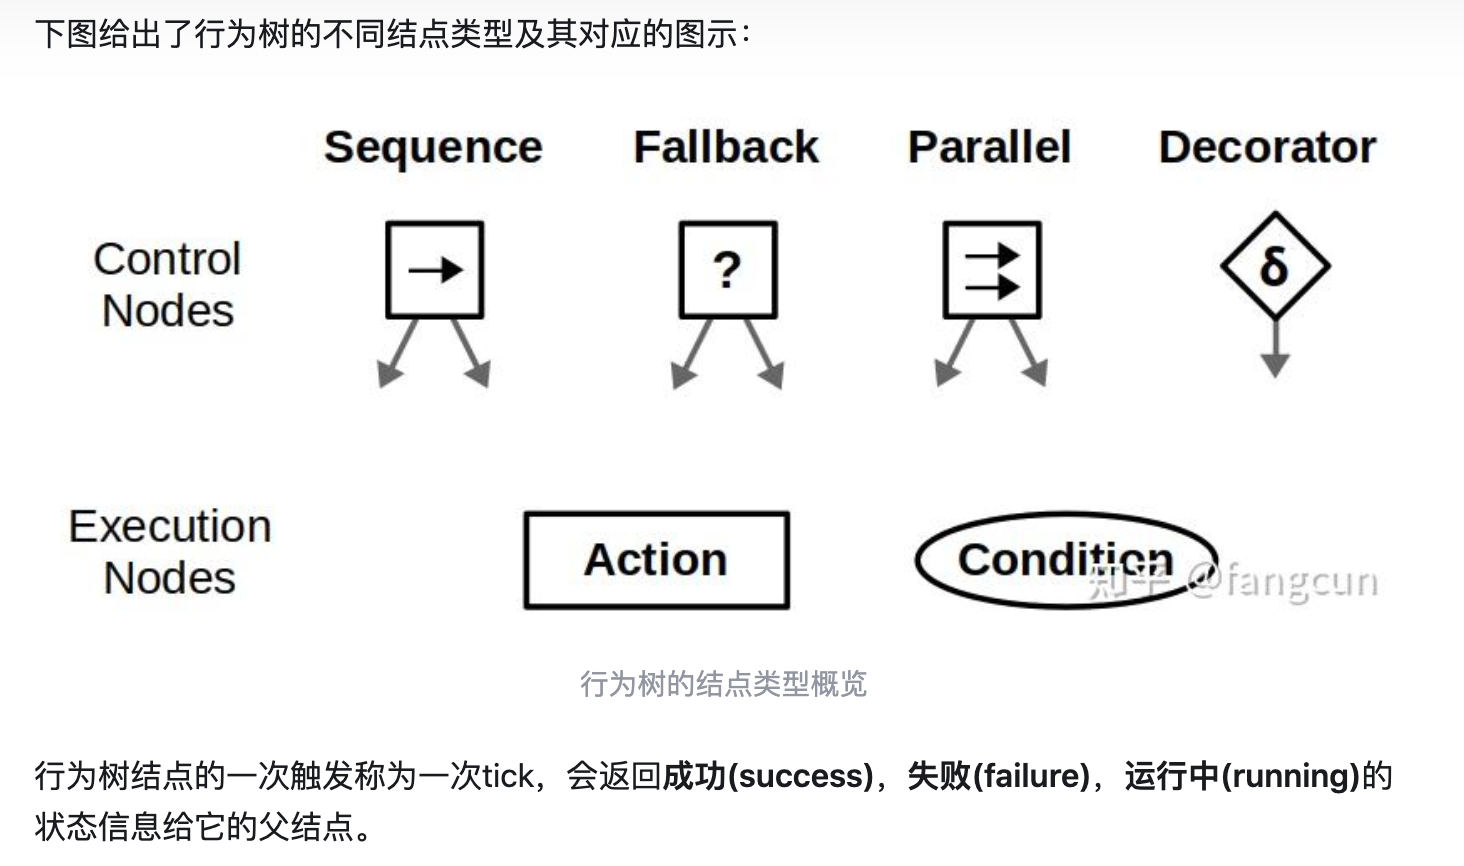 下图给出了行为树的不同结点类型及其对应的图示：
Sequence Fallback Parallel Decorator
Control
Nodes
?
δ
Execution
Nodes
Action
Condition
知乎 @fangcun
行为树的结点类型概览
行为树结点的一次触发称为一次tick，会返回成功(success)，失败(failure)，运行中(running)的
状态信息给它的父结点。